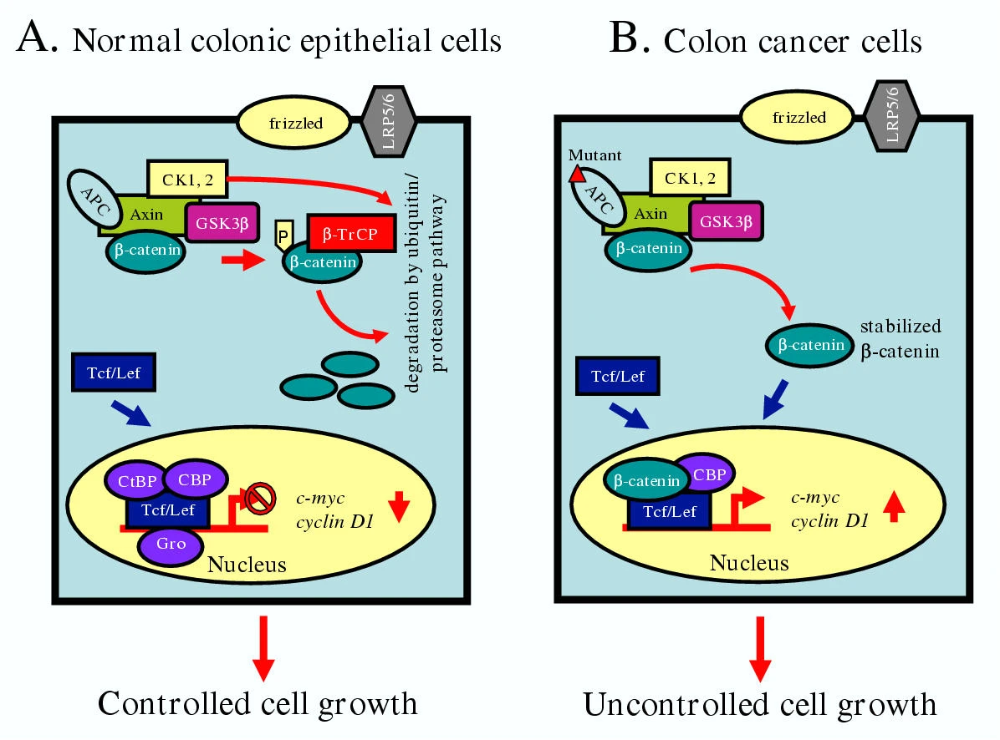 A. Normal colonic epithelial cells
frizzled
LRP5/6
CK1, 2
APC
Axin
GSK3β
β-catenin
P
β-TrCP
β-catenin
degradation by ubiquitin/
proteasome pathway
Tcf/Lef
CtBP
CBP
Tcf/Lef
Gro
c-myc
cyclin D1
Nucleus
Controlled cell growth
B. Colon cancer cells
frizzled
LRP5/6
Mutant
CK1, 2
APC
Axin
GSK3β
β-catenin
β-catenin
stabilized
β-catenin
Tcf/Lef
β-catenin
CBP
Tcf/Lef
c-myc
cyclin D1
Nucleus
Uncontrolled cell growth